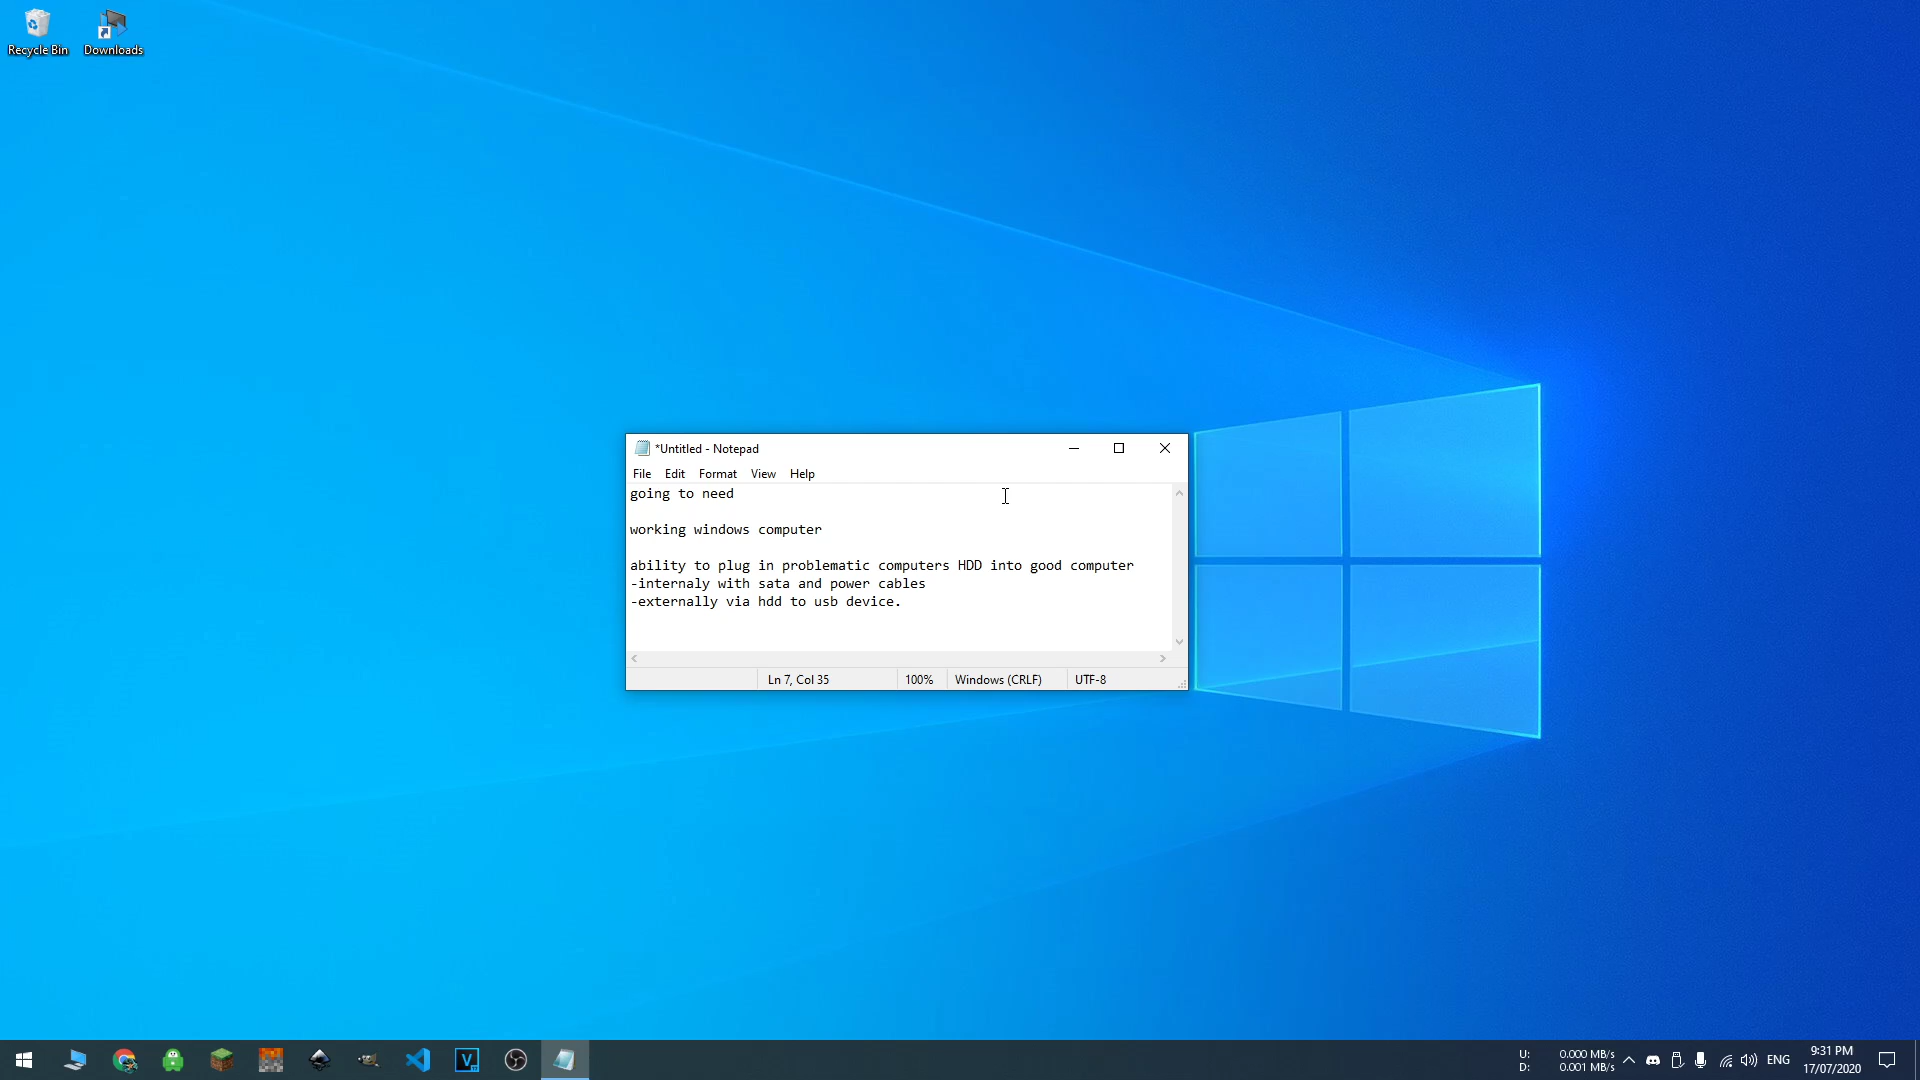 Recycle Bin
Downloads
*Untitled - Notepad
File Edit Format View Help
going to need
working windows computer
ability to plug in problematic computers HDD into good computer
-internaly with sata and power cables
-externally via hdd to usb device.
Ln 7, Col 35 100% Windows (CRLF) UTF-8
V
U: 0.000 MB/s
D: 0.001 MB/s
ENG
9:31 PM
17/07/2020